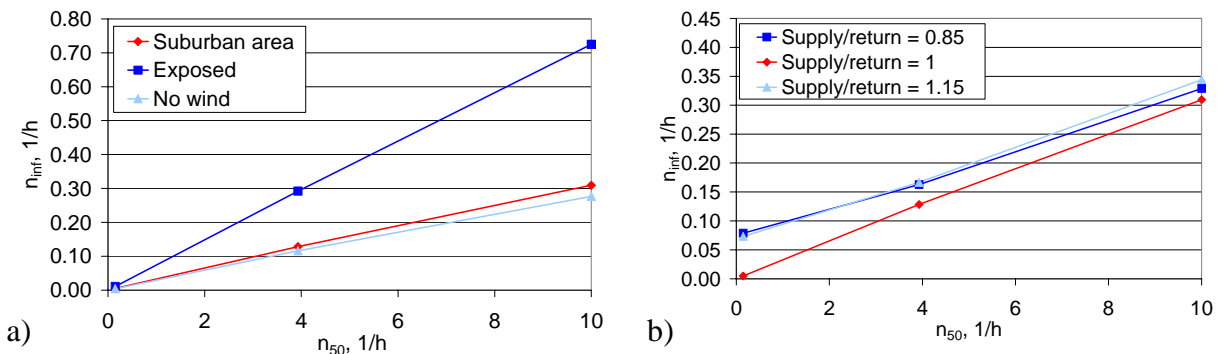 0.80
0.70
0.60
0.50
0.40
0.30
0.20
0.10
0.00
n_inf, 1/h
Suburban area
Exposed
No wind
0 2 4 6 8 10
n50, 1/h
a)
0.45
0.40
0.35
0.30
0.25
0.20
0.15
0.10
0.05
0.00
n_inf, 1/h
Supply/return = 0.85
Supply/return = 1
Supply/return = 1.15
0 2 4 6 8 10
n50, 1/h
b)